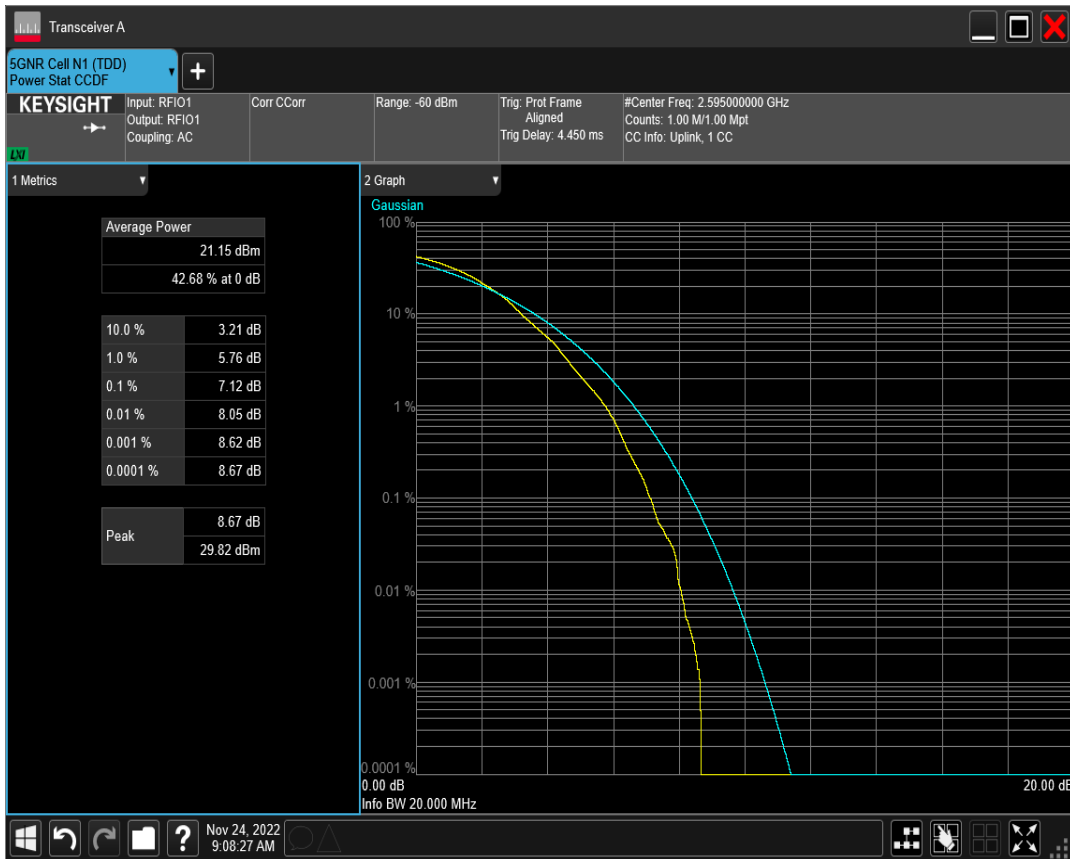 Transceiver A
5GNR Cell N1 (TDD)
Power Stat CCDF
KEYSIGHT
LXI
Input: RFIO1
Output: RFIO1
Coupling: AC
Corr CCorr
Range: -60 dBm
Trig: Prot Frame
Aligned
Trig Delay: 4.450 ms
#Center Freq: 2.595000000 GHz
Counts: 1.00 M/1.00 Mpt
CC Info: Uplink, 1 CC
1 Metrics
Average Power
21.15 dBm
42.68 % at 0 dB
10.0 % 3.21 dB
1.0 % 5.76 dB
0.1 % 7.12 dB
0.01 % 8.05 dB
0.001 % 8.62 dB
0.0001 % 8.67 dB
Peak 8.67 dB
29.82 dBm
2 Graph
Gaussian
100 %
10 %
1 %
0.1 %
0.01 %
0.001 %
0.0001 %
0.00 dB 20.00 dB
Info BW 20.000 MHz
? Nov 24, 2022
9:08:27 AM